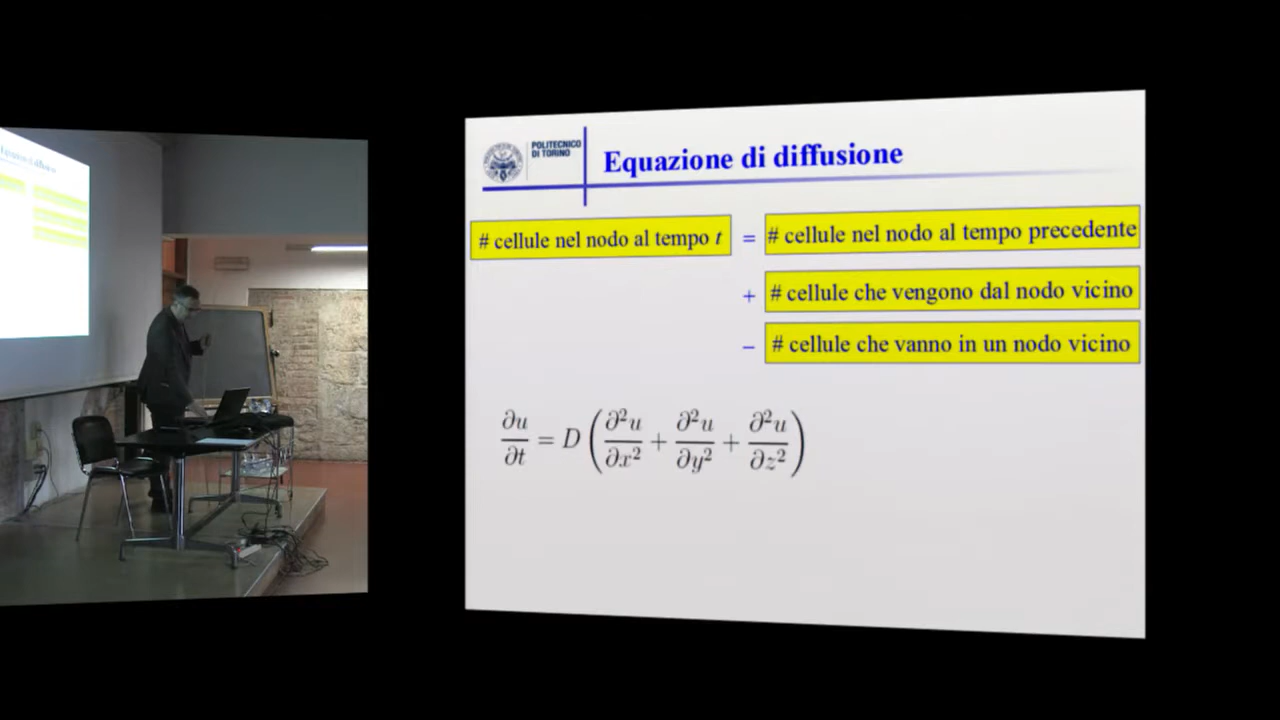 POLITECNICO
DI TORINO
Equazione di diffusione
# cellule nel nodo al tempo t = # cellule nel nodo al tempo precedente
+ # cellule che vengono dal nodo vicino
− # cellule che vanno in un nodo vicino
∂u/∂t = D (∂²u/∂x² + ∂²u/∂y² + ∂²u/∂z²)